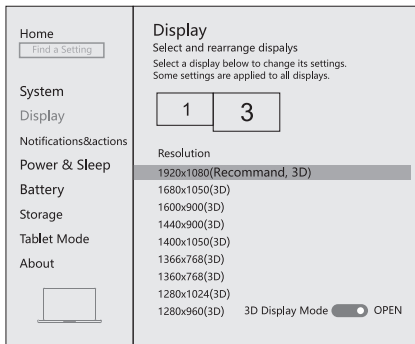 Home
Find a Setting
System
Display
Notifications&actions
Power & Sleep
Battery
Storage
Tablet Mode
About
Display
Select and rearrange dispalys
Select a display below to change its settings.
Some settings are applied to all displays.
1 3
Resolution
1920x1080(Recommand, 3D)
1680x1050(3D)
1600x900(3D)
1440x900(3D)
1400x1050(3D)
1366x768(3D)
1360x768(3D)
1280x1024(3D)
1280x960(3D) 3D Display Mode OPEN